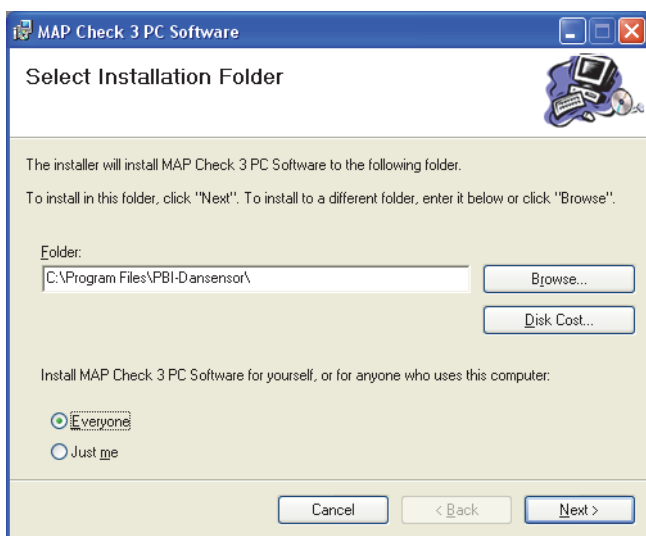 MAP Check 3 PC Software
Select Installation Folder
The installer will install MAP Check 3 PC Software to the following folder.
To install in this folder, click "Next". To install to a different folder, enter it below or click "Browse".
Folder:
C:\Program Files\PBI-Dansensor\
Browse...
Disk Cost...
Install MAP Check 3 PC Software for yourself, or for anyone who uses this computer:
Everyone
Just me
Cancel
< Back
Next >